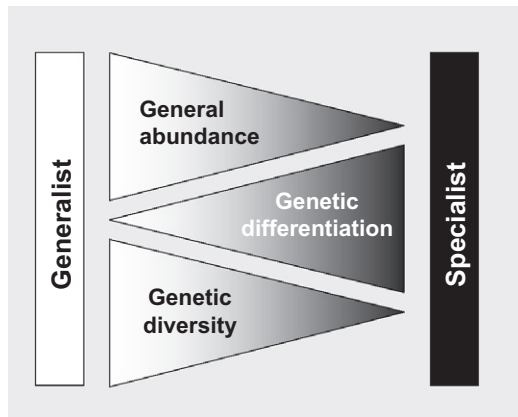 Generalist
General
abundance
Genetic
differentiation
Genetic
diversity
Specialist